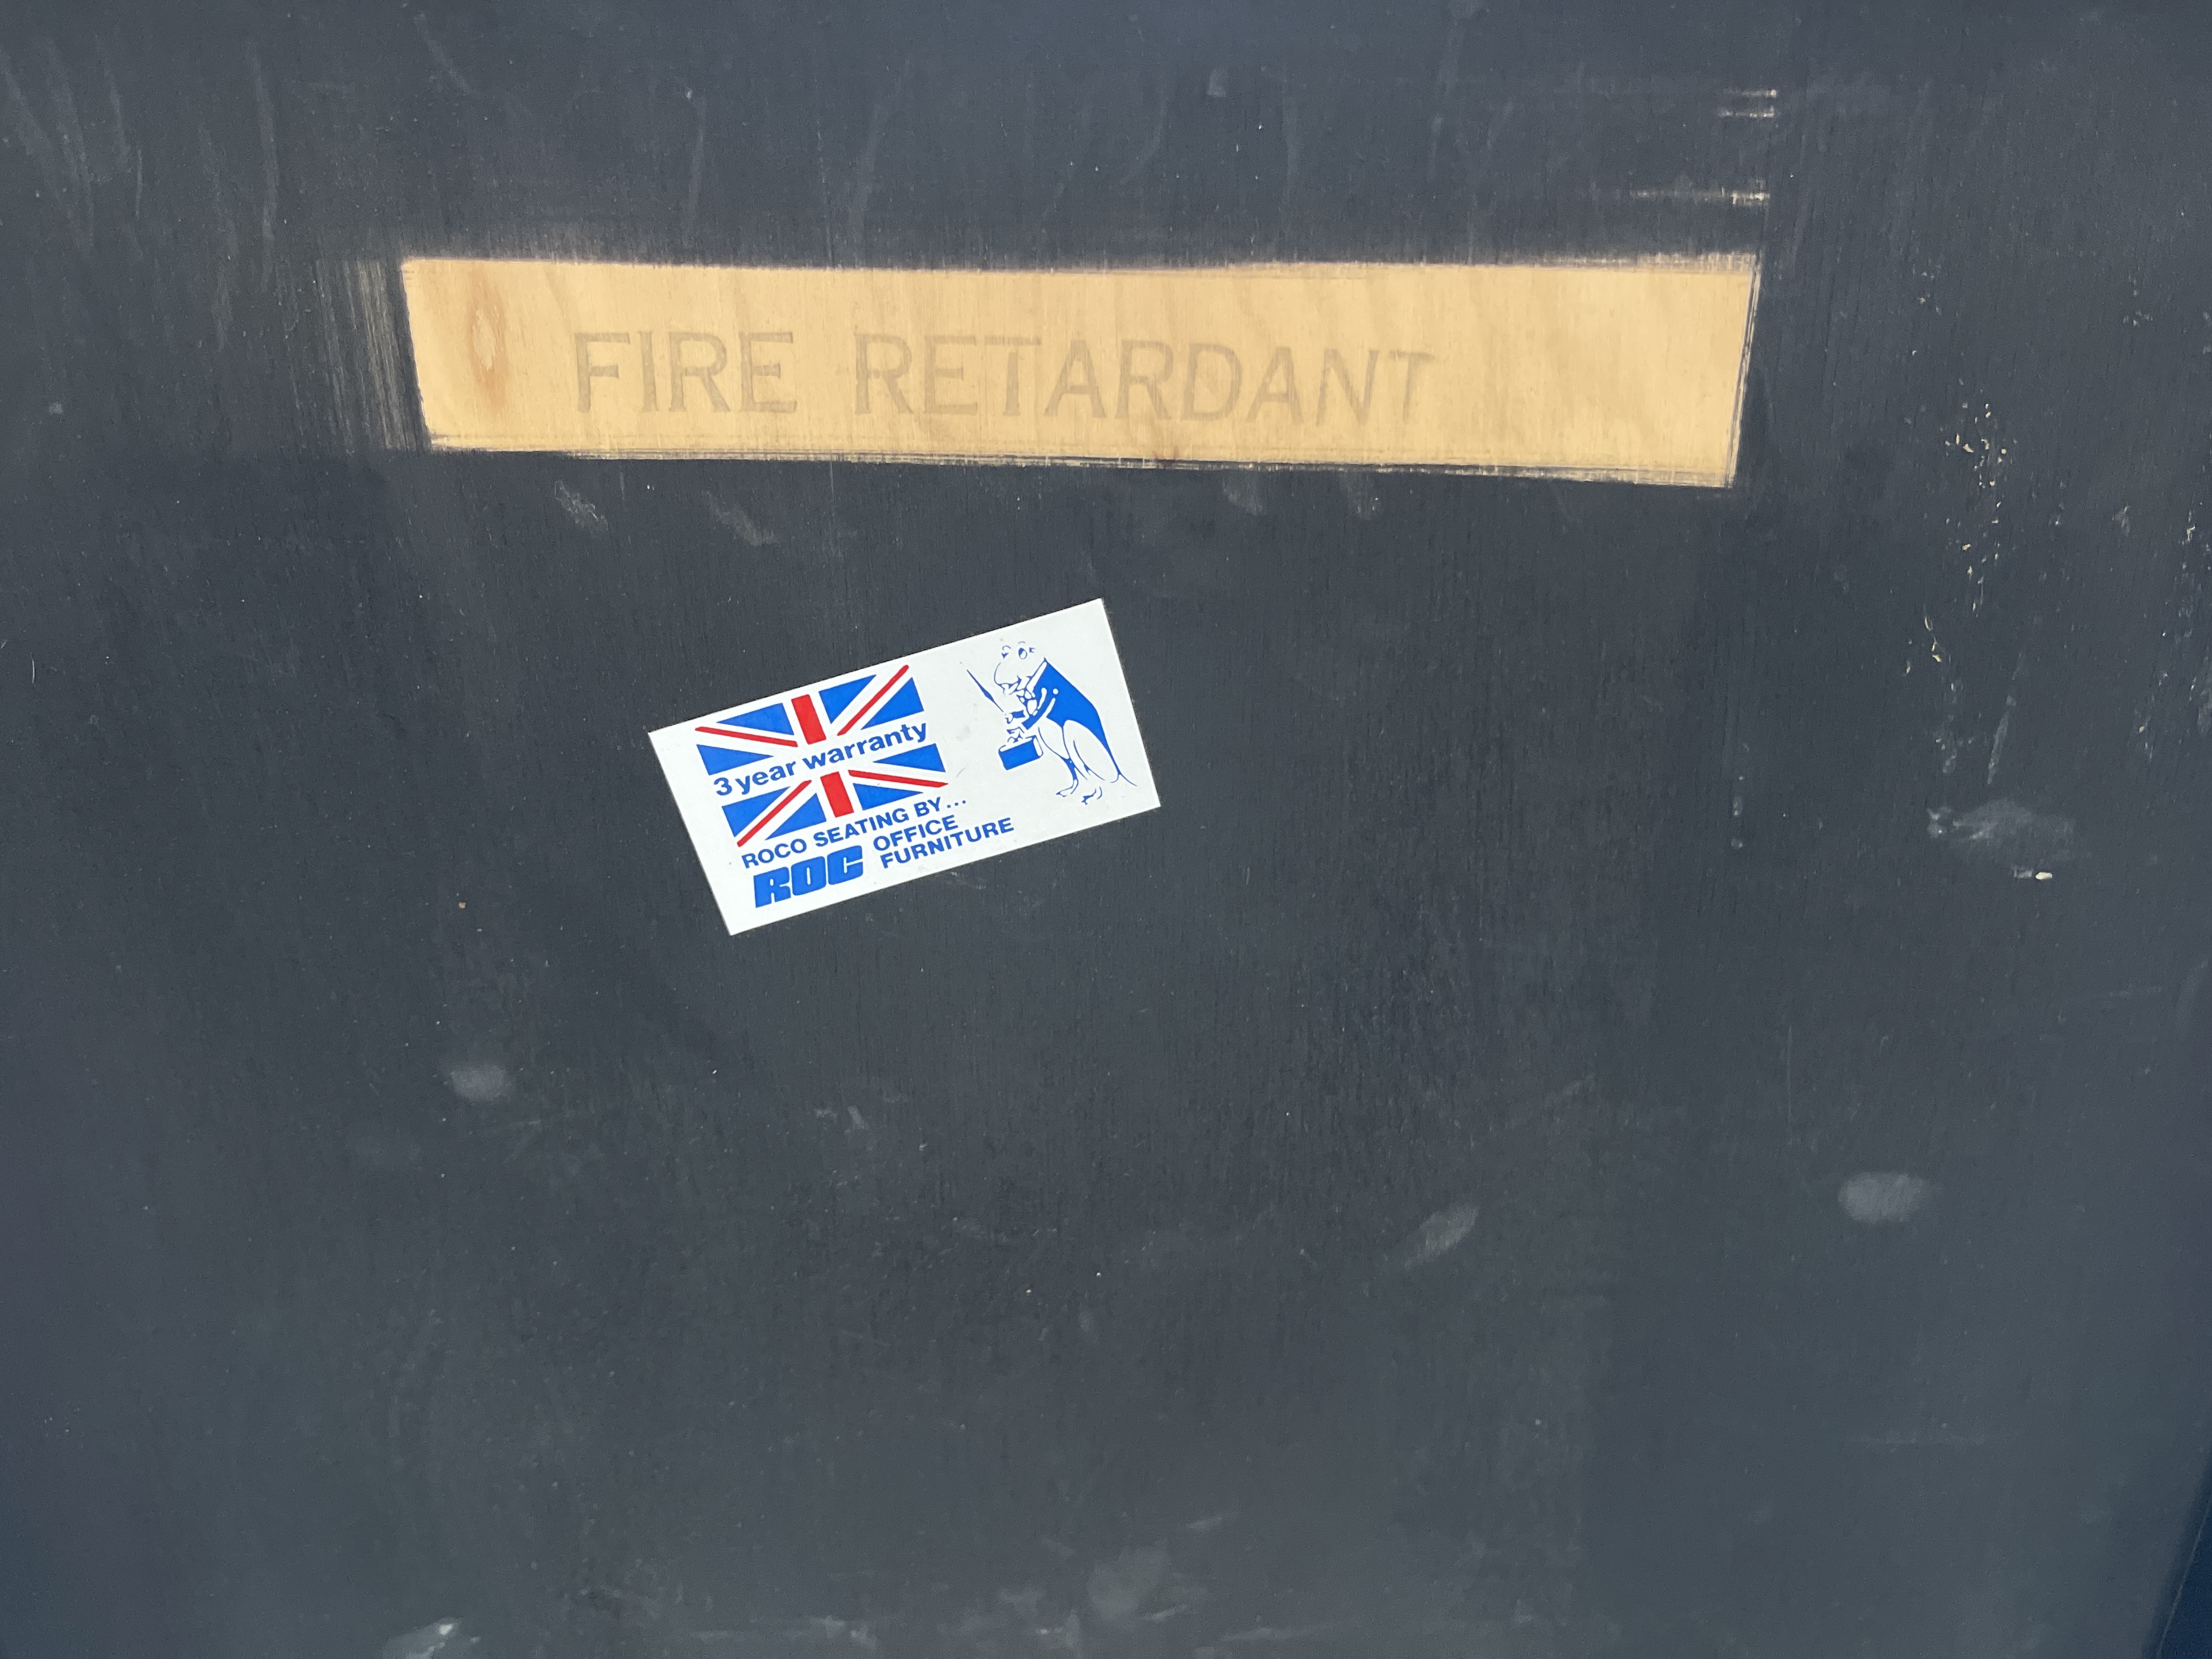 FIRE RETARDANT
3 year warranty
ROCO SEATING BY...
ROC OFFICE
FURNITURE